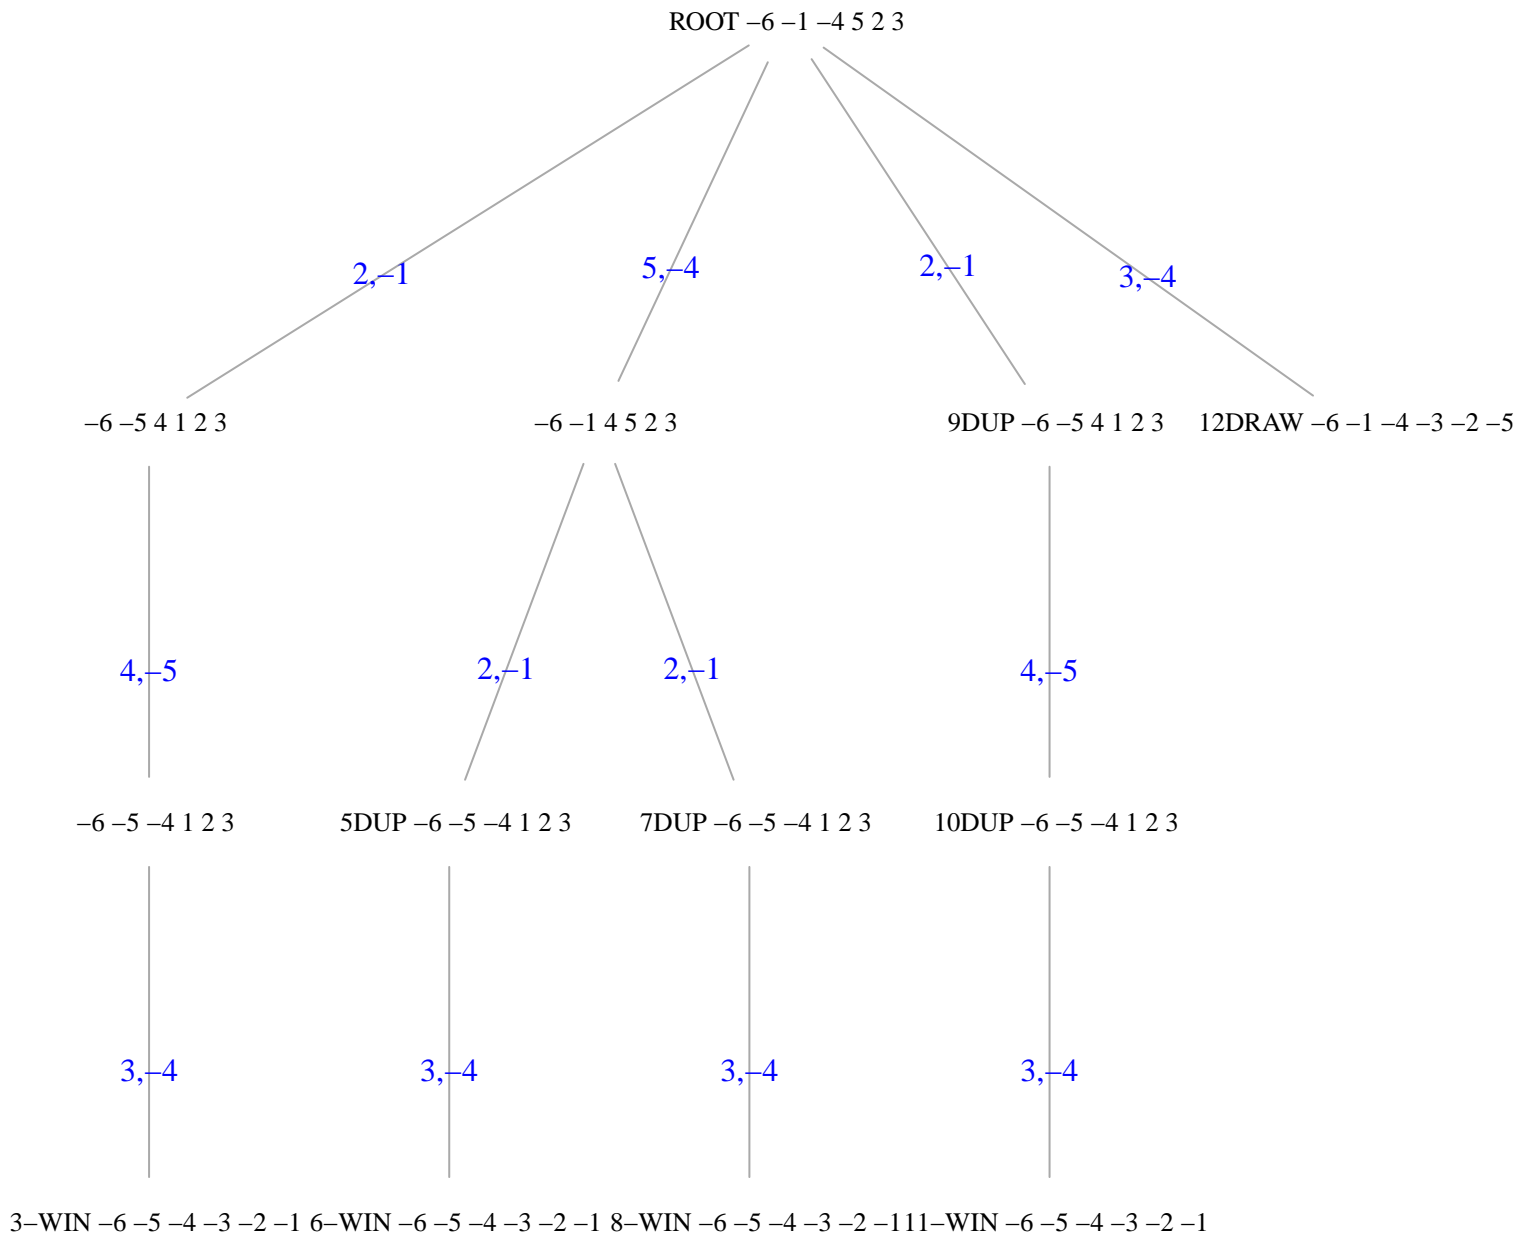 ROOT –6 –1 –4 5 2 3
2,–1 5,–4 2,–1 3,–4
–6 –5 4 1 2 3 –6 –1 4 5 2 3 9DUP –6 –5 4 1 2 3 12DRAW –6 –1 –4 –3 –2 –5
4,–5 2,–1 2,–1 4,–5
–6 –5 –4 1 2 3 5DUP –6 –5 –4 1 2 3 7DUP –6 –5 –4 1 2 3 10DUP –6 –5 –4 1 2 3
3,–4 3,–4 3,–4 3,–4
3–WIN –6 –5 –4 –3 –2 –1 6–WIN –6 –5 –4 –3 –2 –1 8–WIN –6 –5 –4 –3 –2 –111–WIN –6 –5 –4 –3 –2 –1